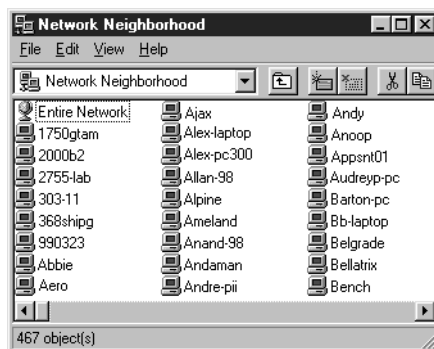 Network Neighborhood
File Edit View Help
Network Neighborhood
Entire Network
1750gtam
2000b2
2755-lab
303-11
368shipg
990323
Abbie
Aero
Ajax
Alex-laptop
Alex-pc300
Allan-98
Alpine
Ameland
Anand-98
Andaman
Andre-pii
Andy
Anoop
Appsnt01
Audreyp-pc
Barton-pc
Bb-laptop
Belgrade
Bellatrix
Bench
467 object(s)